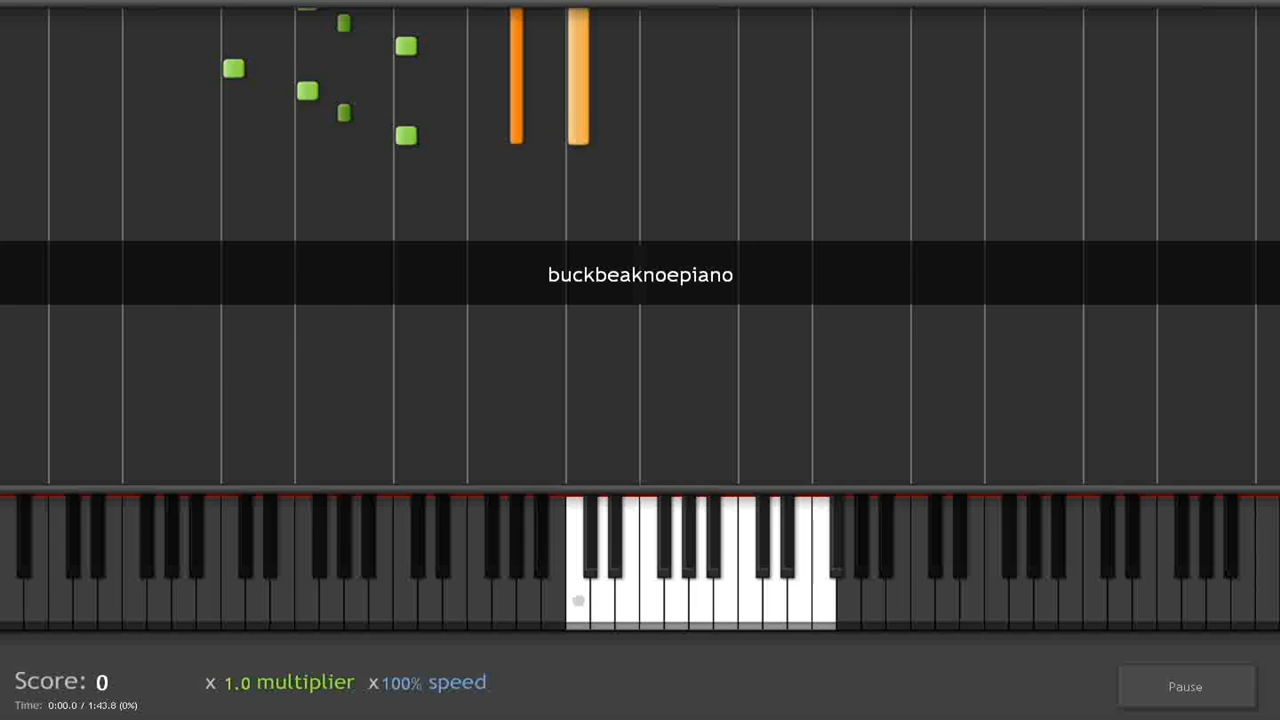 buckbeaknoepiano
Score: 0 x 1.0 multiplier x100% speed
Time: 0:00.0 / 1:43.8 (0%)
Pause